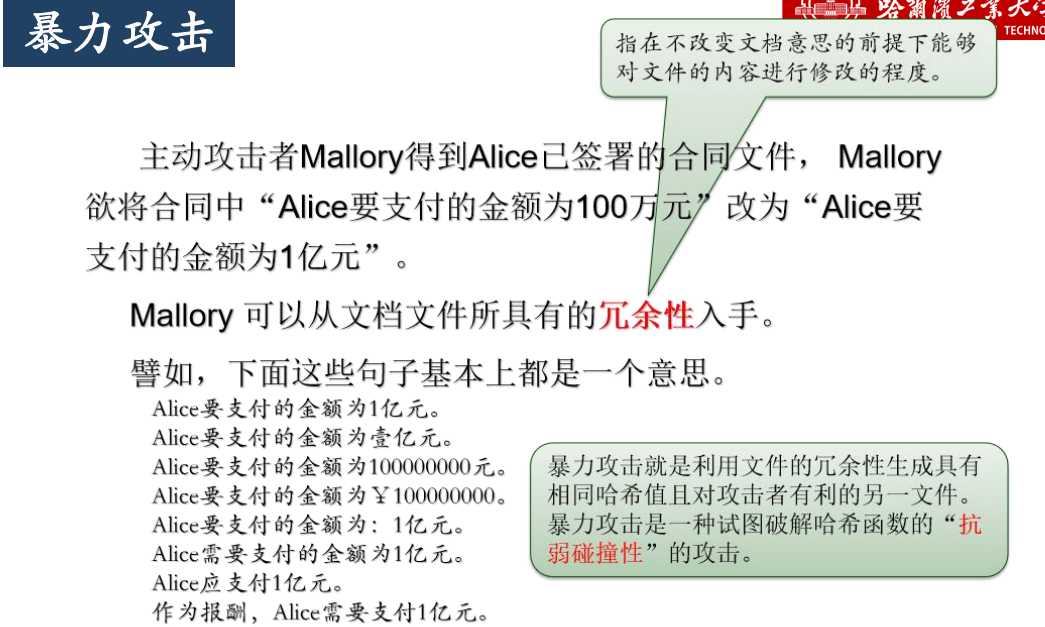 暴力攻击
哈爾濱工業大学
TECHNO
指在不改变文档意思的前提下能够
对文件的内容进行修改的程度。
主动攻击者Mallory得到Alice已签署的合同文件， Mallory
欲将合同中“Alice要支付的金额为100万元”改为“Alice要
支付的金额为1亿元”。
Mallory 可以从文档文件所具有的冗余性入手。
譬如，下面这些句子基本上都是一个意思。
Alice要支付的金额为1亿元。
Alice要支付的金额为壹亿元。
Alice要支付的金额为100000000元。
Alice要支付的金额为￥100000000。
Alice要支付的金额为：1亿元。
Alice需要支付的金额为1亿元。
Alice应支付1亿元。
作为报酬，Alice需要支付1亿元。
暴力攻击就是利用文件的冗余性生成具有
相同哈希值且对攻击者有利的另一文件。
暴力攻击是一种试图破解哈希函数的“抗
弱碰撞性”的攻击。